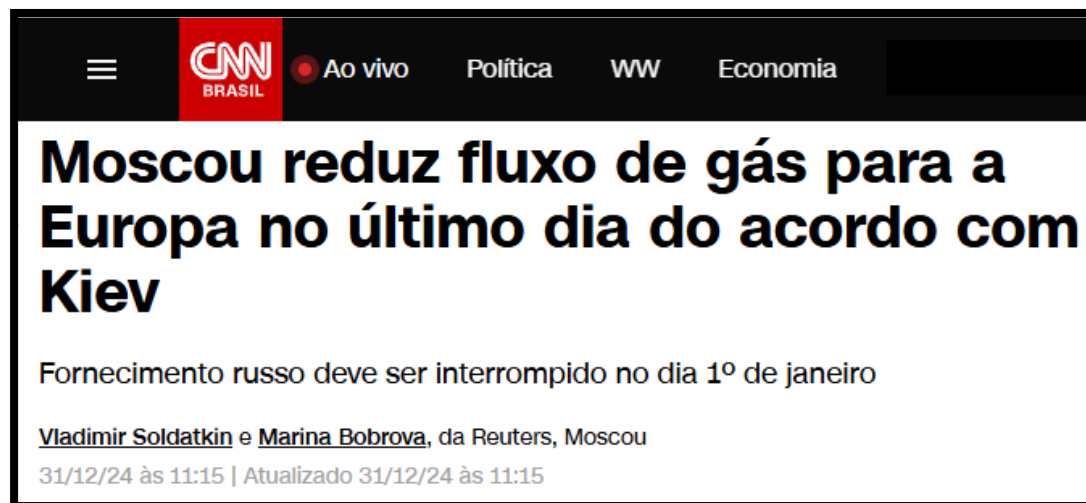 CNN
BRASIL
Ao vivo Política WW Economia
Moscou reduz fluxo de gás para a
Europa no último dia do acordo com
Kiev
Fornecimento russo deve ser interrompido no dia 1º de janeiro
Vladimir Soldatkin e Marina Bobrova, da Reuters, Moscou
31/12/24 às 11:15 | Atualizado 31/12/24 às 11:15